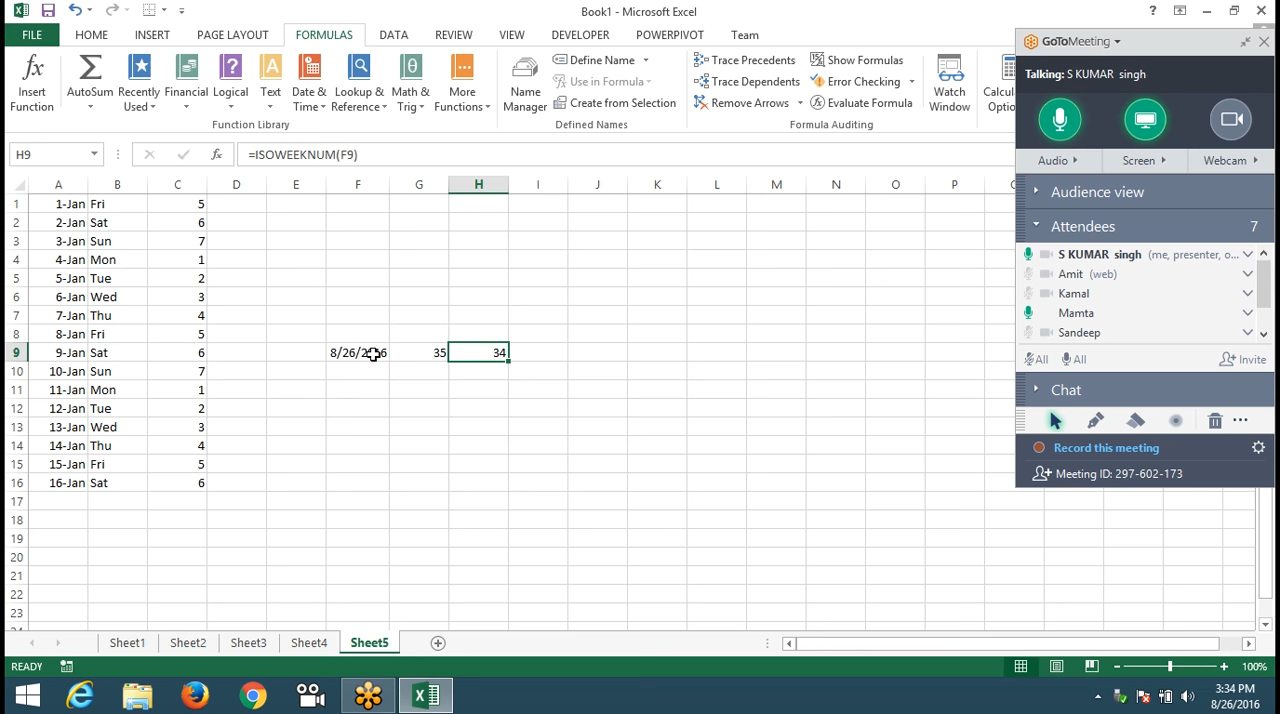 Book1 - Microsoft Excel
FILE HOME INSERT PAGE LAYOUT FORMULAS DATA REVIEW VIEW DEVELOPER POWERPIVOT Team
Insert Function
AutoSum
Recently Used
Financial
Logical
Text
Date & Time
Lookup & Reference
Math & Trig
More Functions
Function Library
Name Manager
Define Name
Use in Formula
Create from Selection
Defined Names
Trace Precedents
Trace Dependents
Remove Arrows
Show Formulas
Error Checking
Evaluate Formula
Formula Auditing
Watch Window
H9 fx =ISOWEEKNUM(F9)
A B C D E F G H I J K L M N O P
1 1-Jan Fri 5
2 2-Jan Sat 6
3 3-Jan Sun 7
4 4-Jan Mon 1
5 5-Jan Tue 2
6 6-Jan Wed 3
7 7-Jan Thu 4
8 8-Jan Fri 5
9 9-Jan Sat 6 35 34
10 10-Jan Sun 7
11 11-Jan Mon 1
12 12-Jan Tue 2
13 13-Jan Wed 3
14 14-Jan Thu 4
15 15-Jan Fri 5
16 16-Jan Sat 6
17
18
19
20
21
22
23
Sheet1 Sheet2 Sheet3 Sheet4 Sheet5
READY 100%
3:34 PM
8/26/2016
GoToMeeting
Talking: S KUMAR singh
Audio Screen Webcam
Audience view
Attendees 7
S KUMAR singh (me, presenter, o...
Amit (web)
Kamal
Mamta
Sandeep
All All Invite
Chat
Record this meeting
Meeting ID: 297-602-173